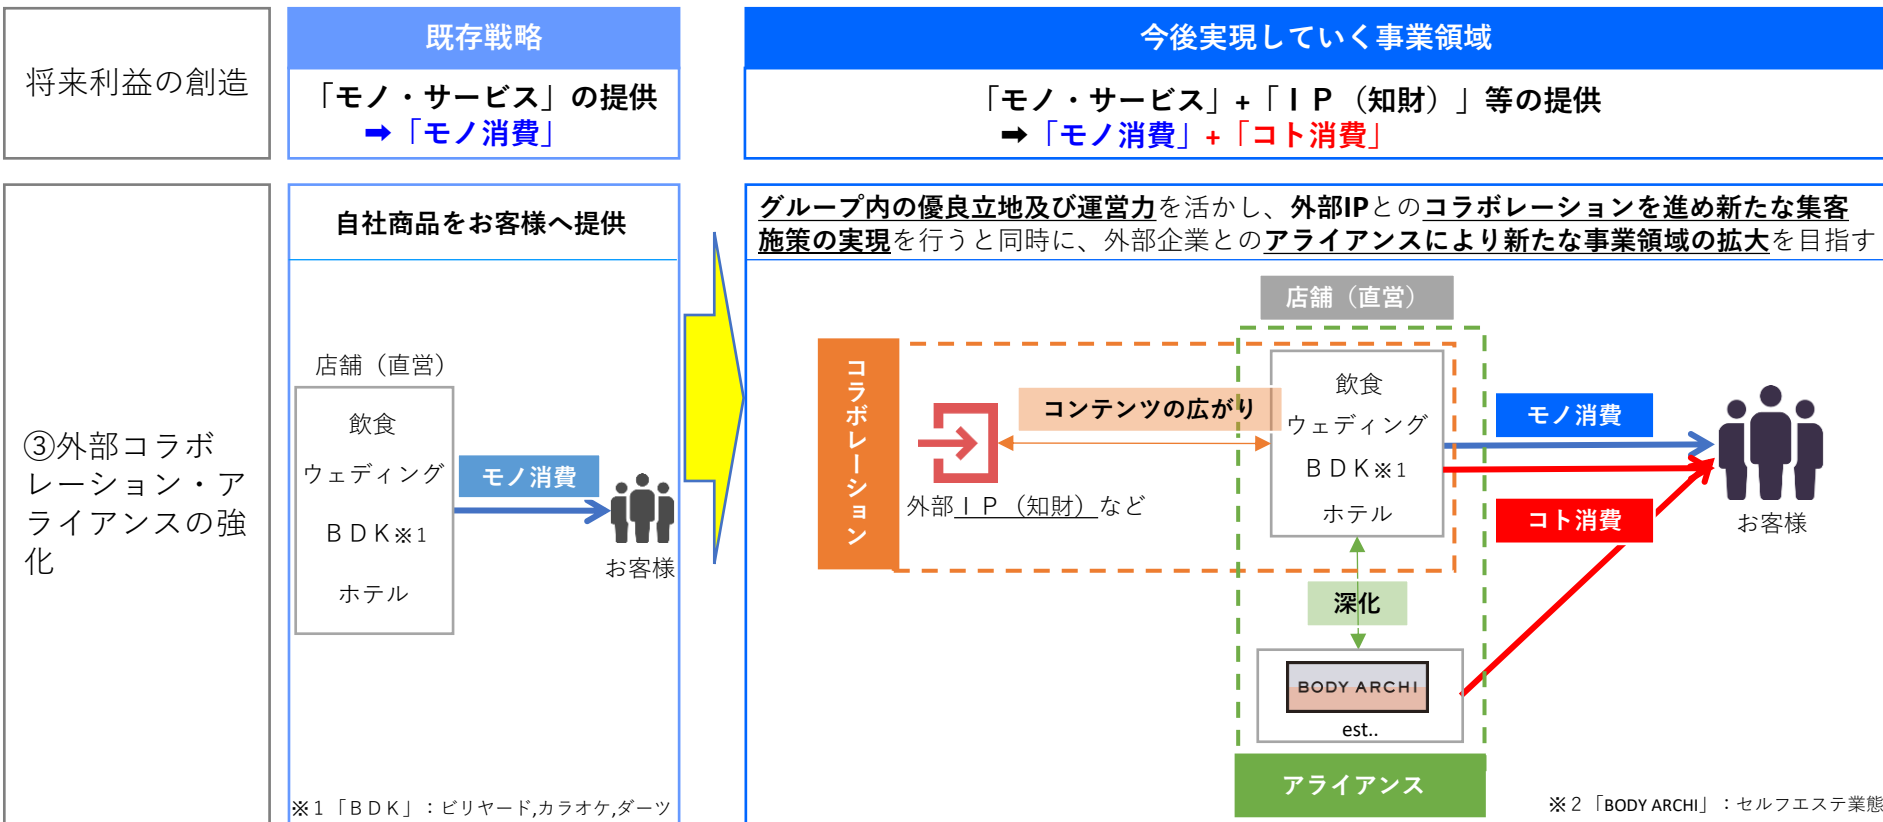 将来利益の創造
既存戦略
「モノ・サービス」の提供
➡「モノ消費」
今後実現していく事業領域
「モノ・サービス」+「ＩＰ（知財）」等の提供
➡「モノ消費」+「コト消費」
③外部コラボ
レーション・ア
ライアンスの強
化
自社商品をお客様へ提供
店舗（直営）
飲食
ウェディング
ＢＤＫ※1
ホテル
モノ消費
お客様
※1「ＢＤＫ」：ビリヤード,カラオケ,ダーツ
グループ内の優良立地及び運営力を活かし、外部IPとのコラボレーションを進め新たな集客
施策の実現を行うと同時に、外部企業とのアライアンスにより新たな事業領域の拡大を目指す
店舗（直営）
コラボレーション
コンテンツの広がり
外部ＩＰ（知財）など
飲食
ウェディング
ＢＤＫ※1
ホテル
モノ消費
コト消費
お客様
深化
BODY ARCHI
est..
アライアンス
※２「BODY ARCHI」：セルフエステ業態